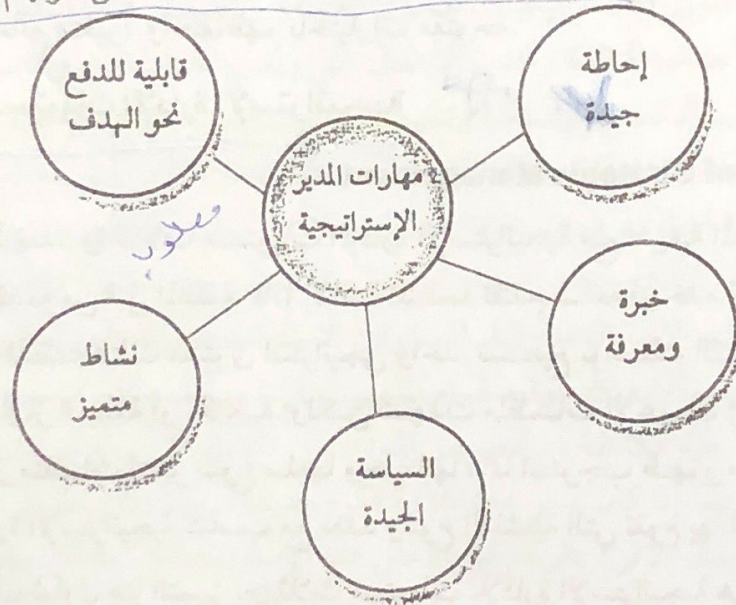 إحاطة
جيدة
قابلية للدفع
نحو الهدف
مهارات المدير
الإستراتيجية
خبرة
ومعرفة
نشاط
متميز
السياسة
الجيدة